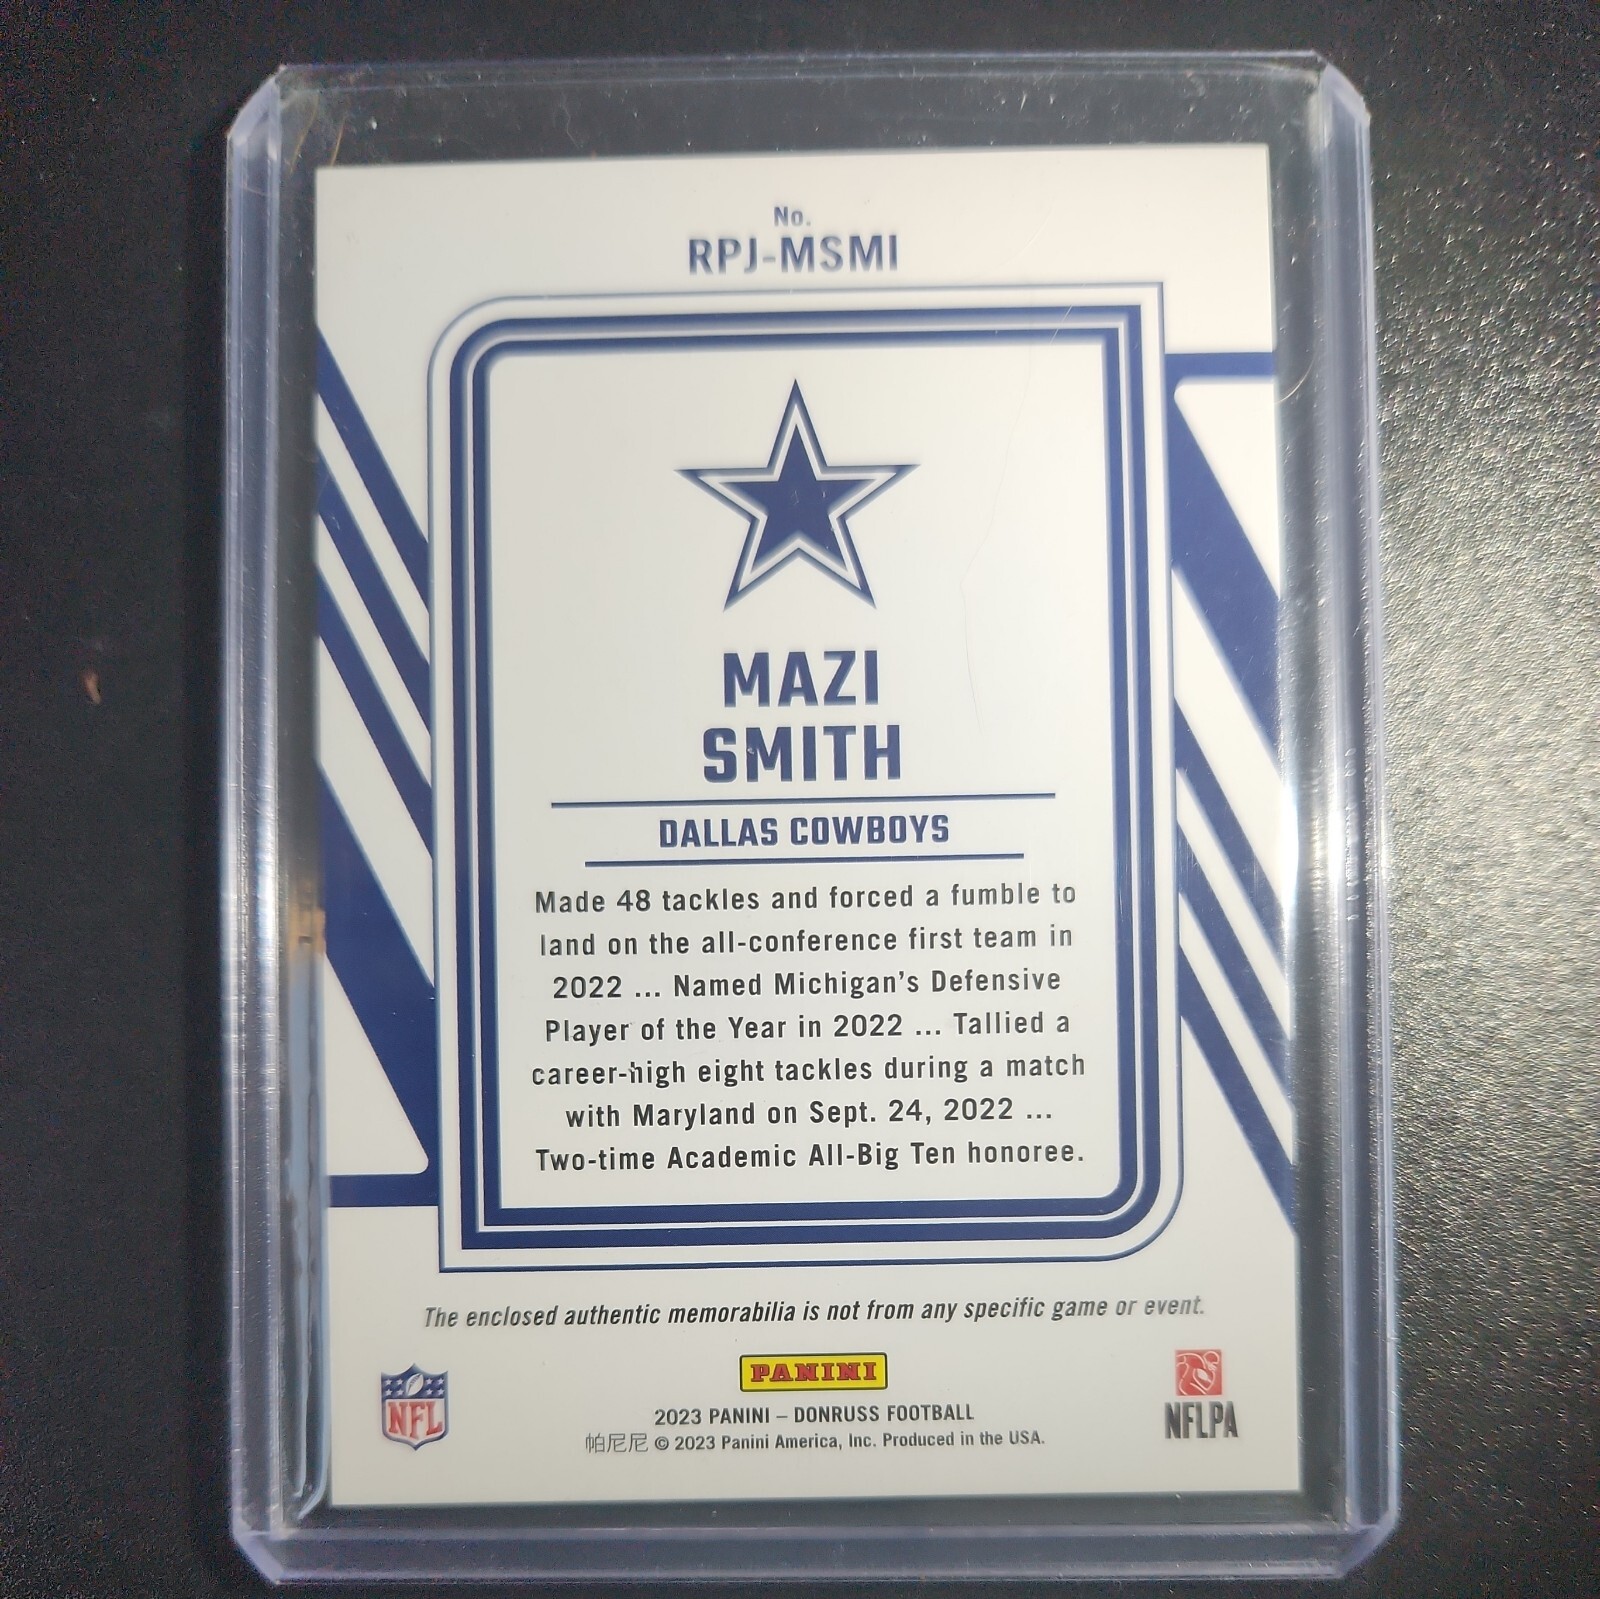 No.
RPJ-MSMI
MAZI
SMITH
DALLAS COWBOYS
Made 48 tackles and forced a fumble to
land on the all-conference first team in
2022 ... Named Michigan's Defensive
Player of the Year in 2022 ... Tallied a
career-high eight tackles during a match
with Maryland on Sept. 24, 2022 ...
Two-time Academic All-Big Ten honoree.
The enclosed authentic memorabilia is not from any specific game or event.
NFL
PANINI
NFLPA
2023 PANINI – DONRUSS FOOTBALL
帕尼尼 © 2023 Panini America, Inc. Produced in the USA.